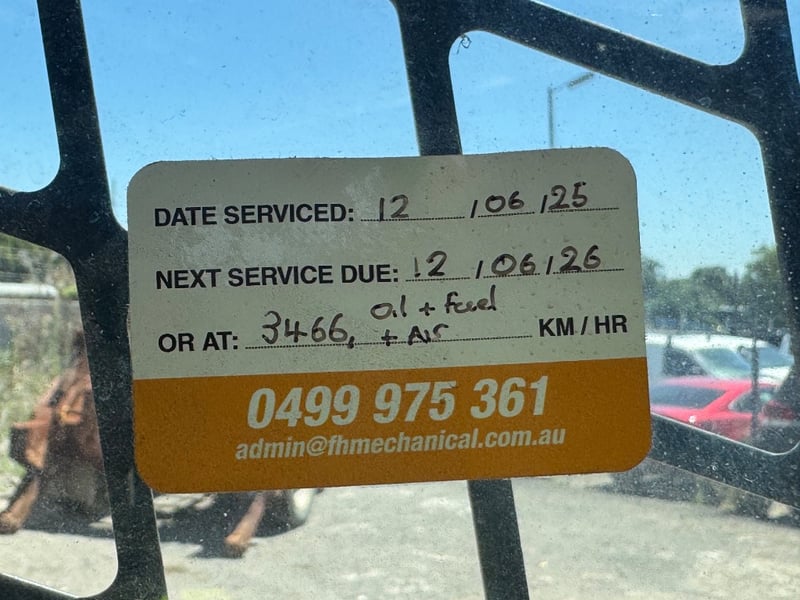 DATE SERVICED: 12 / 06 / 25
NEXT SERVICE DUE: 12 / 06 / 26
oil + fuel
OR AT: 3466, + Air KM / HR
0499 975 361
admin@fhmechanical.com.au